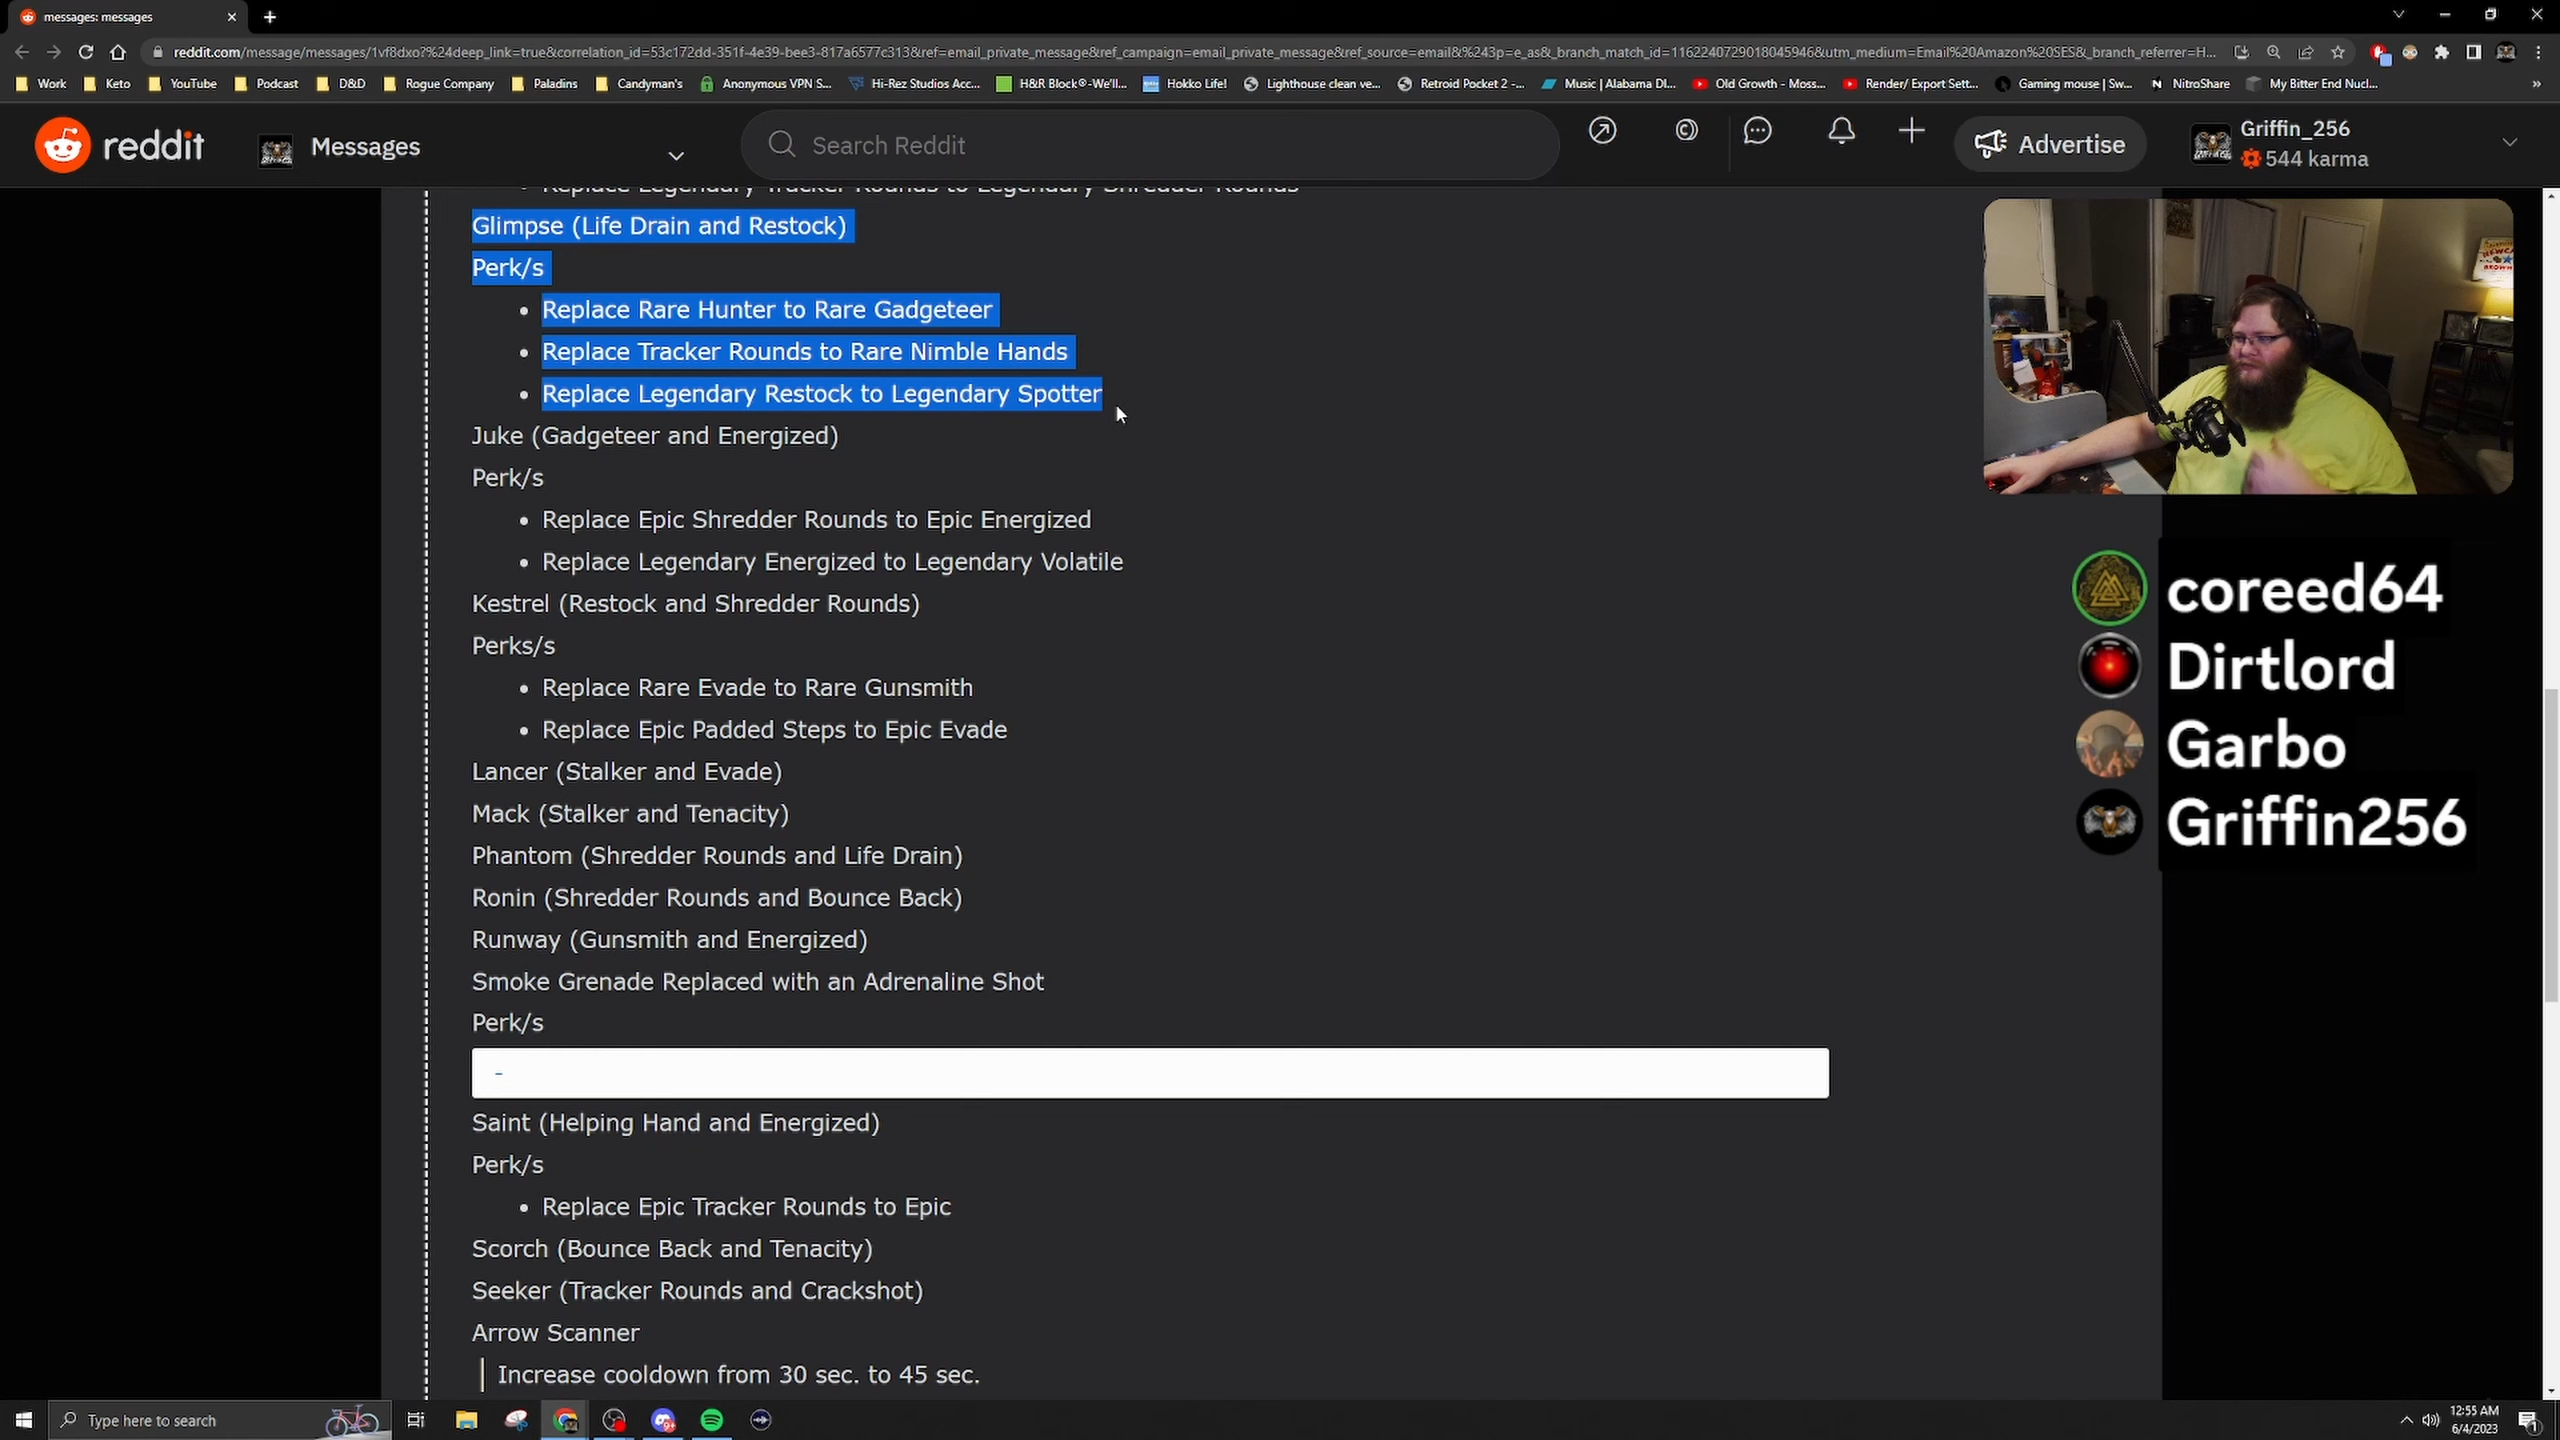 messages: messages
reddit.com/message/messages/1vf8dxo?%24deep_link=true&correlation_id=53c172dd-351f-4e39-bee3-817a6577c313&ref=email_private_message&ref_campaign=email_private_message&ref_source=email&%243p=e_as&_branch_match_id=1162240729018045946&utm_medium=Email%20Amazon%20SES&_branch_referrer=H...
Work Keto YouTube Podcast D&D Rogue Company Paladins Candyman's Anonymous VPN S... Hi-Rez Studios Acc... H&R Block®-We'll... Hokko Life! Lighthouse clean ve... Retroid Pocket 2 -... Music | Alabama DI... Old Growth - Moss... Render/ Export Sett... Gaming mouse | Sw... NitroShare My Bitter End Nucl... »
reddit Messages Search Reddit Advertise Griffin_256
544 karma
Replace Legendary Tracker Rounds to Legendary Shredder Rounds
Glimpse (Life Drain and Restock)
Perk/s
• Replace Rare Hunter to Rare Gadgeteer
• Replace Tracker Rounds to Rare Nimble Hands
• Replace Legendary Restock to Legendary Spotter
Juke (Gadgeteer and Energized)
Perk/s
• Replace Epic Shredder Rounds to Epic Energized
• Replace Legendary Energized to Legendary Volatile
Kestrel (Restock and Shredder Rounds)
Perks/s
• Replace Rare Evade to Rare Gunsmith
• Replace Epic Padded Steps to Epic Evade
Lancer (Stalker and Evade)
Mack (Stalker and Tenacity)
Phantom (Shredder Rounds and Life Drain)
Ronin (Shredder Rounds and Bounce Back)
Runway (Gunsmith and Energized)
Smoke Grenade Replaced with an Adrenaline Shot
Perk/s
-
Saint (Helping Hand and Energized)
Perk/s
• Replace Epic Tracker Rounds to Epic
Scorch (Bounce Back and Tenacity)
Seeker (Tracker Rounds and Crackshot)
Arrow Scanner
Increase cooldown from 30 sec. to 45 sec.
coreed64
Dirtlord
Garbo
Griffin256
Type here to search
12:55 AM
6/4/2023